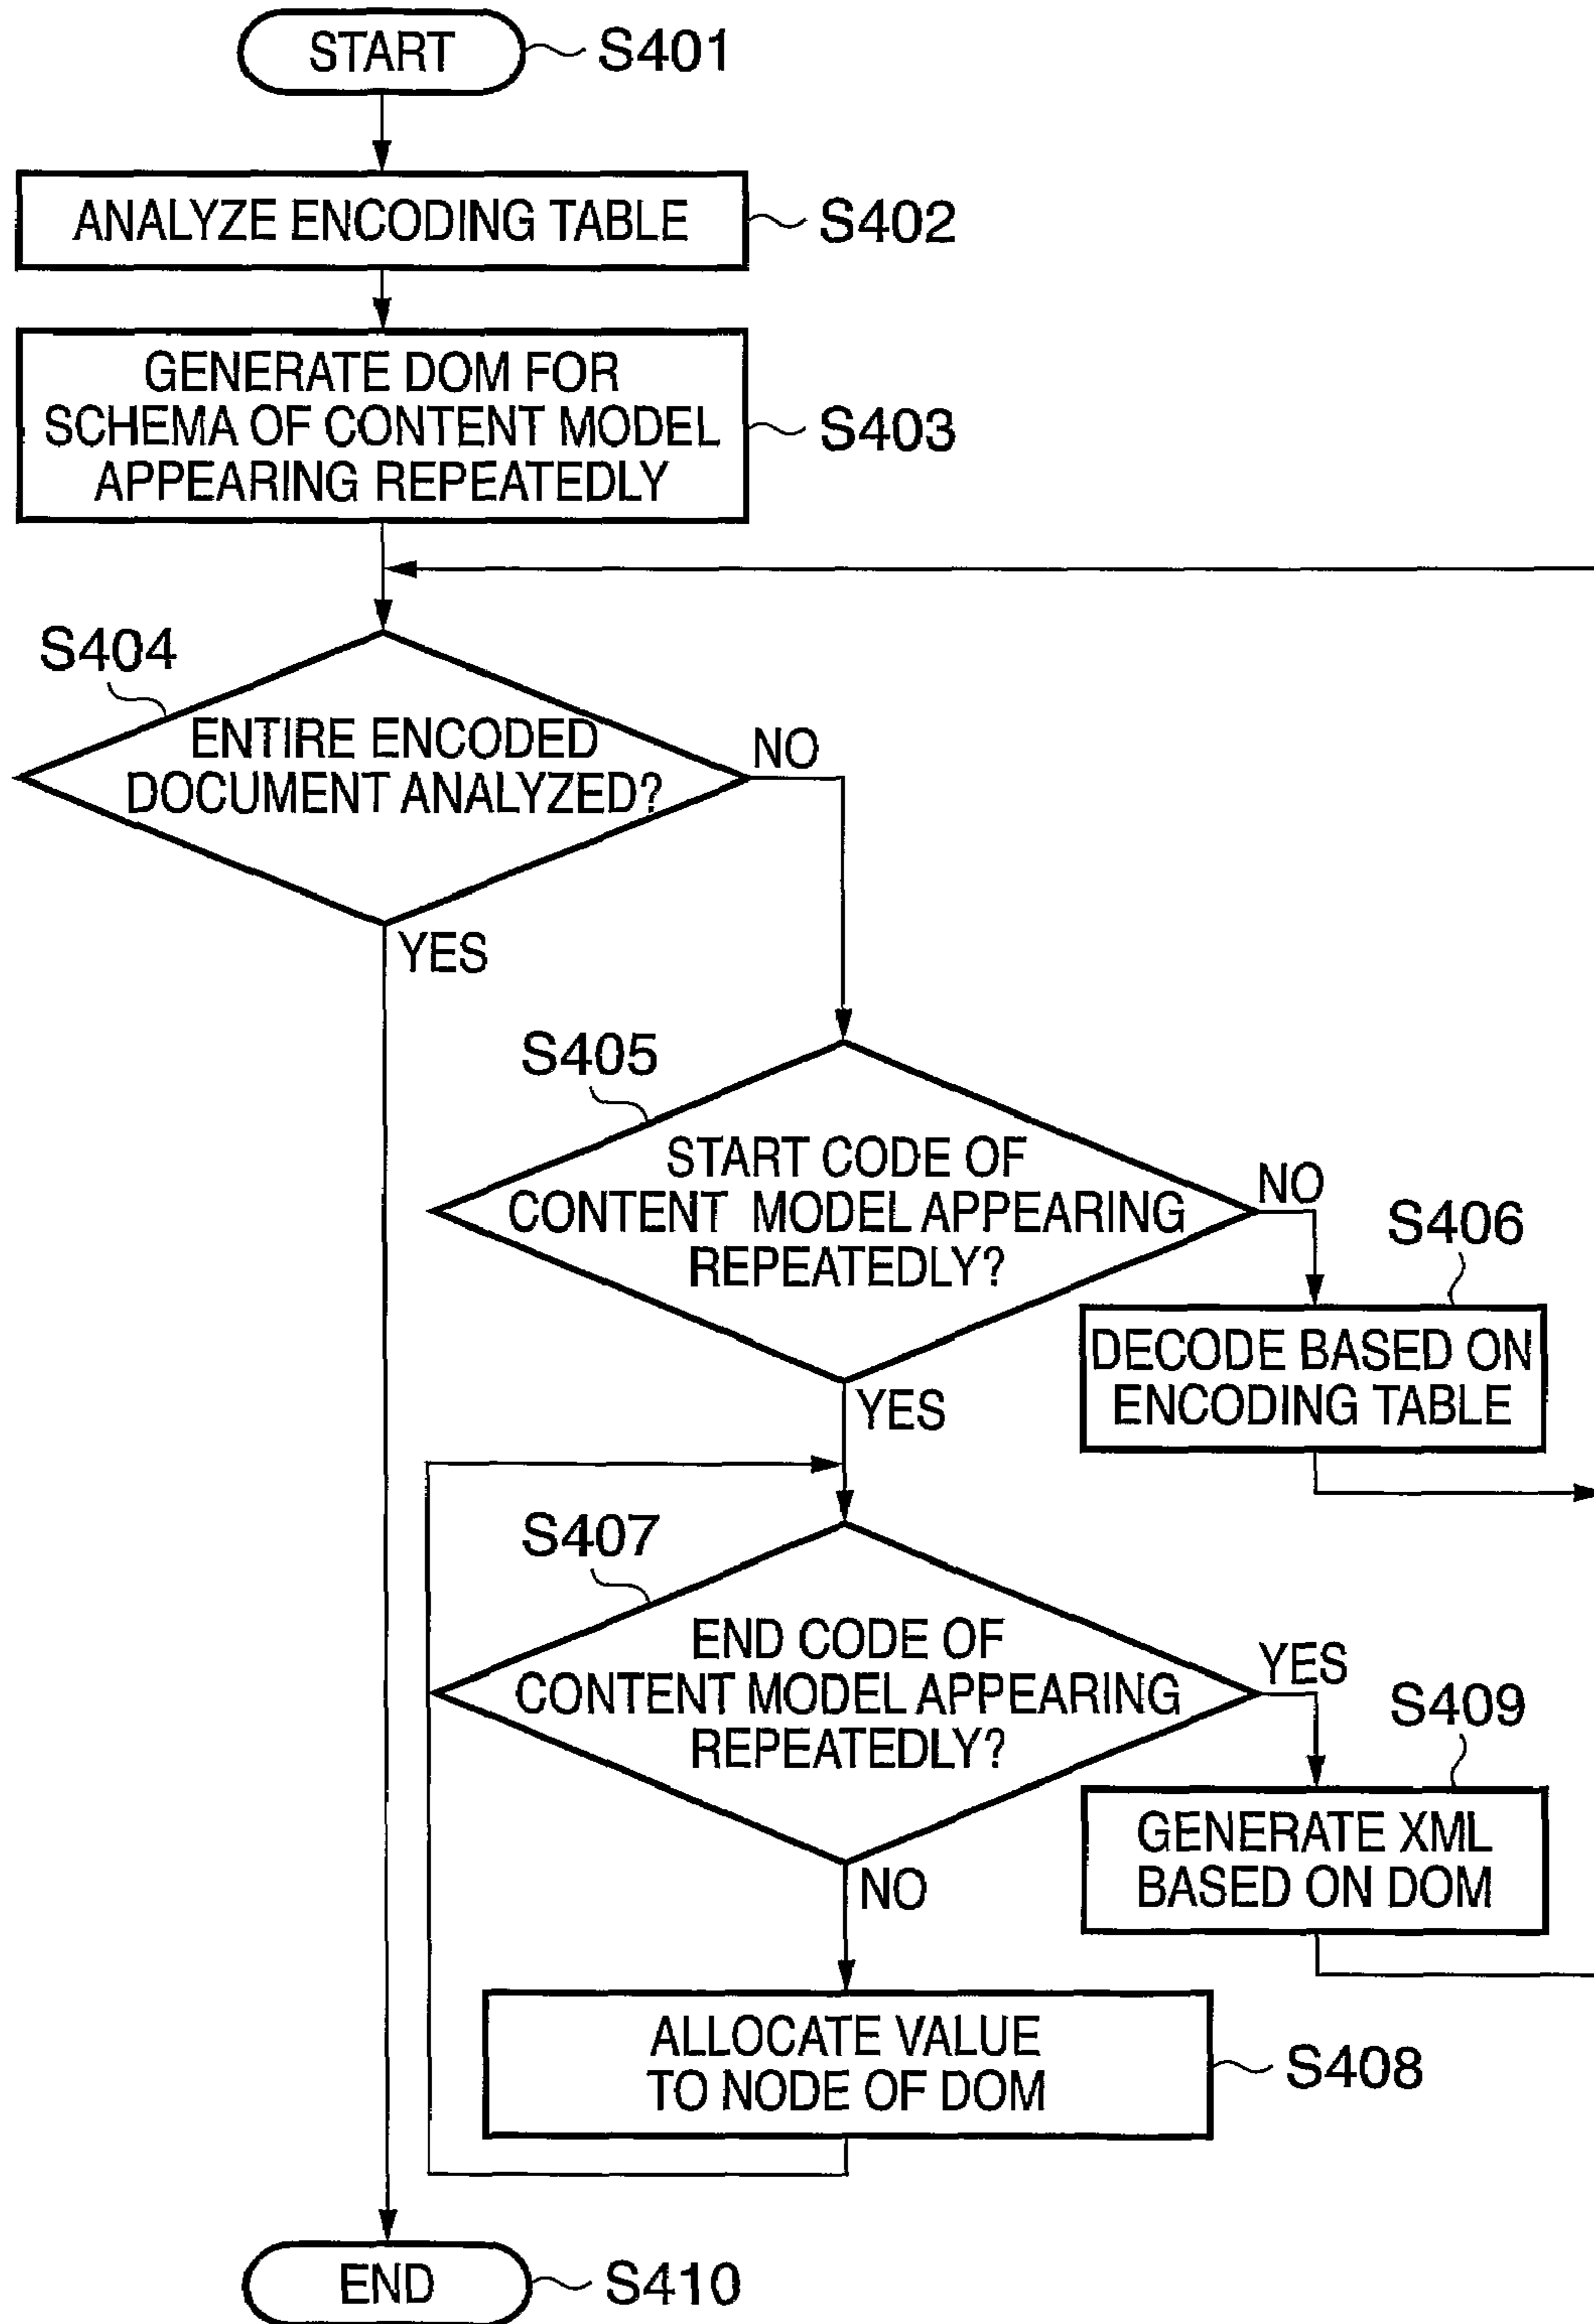 START
S401
ANALYZE ENCODING TABLE
S402
GENERATE DOM FOR
SCHEMA OF CONTENT MODEL
APPEARING REPEATEDLY
S403
S404
ENTIRE ENCODED
DOCUMENT ANALYZED?
NO
YES
S405
START CODE OF
CONTENT MODEL APPEARING
REPEATEDLY?
NO
S406
DECODE BASED ON
ENCODING TABLE
YES
S407
END CODE OF
CONTENT MODEL APPEARING
REPEATEDLY?
YES
S409
GENERATE XML
BASED ON DOM
NO
ALLOCATE VALUE
TO NODE OF DOM
S408
END
S410